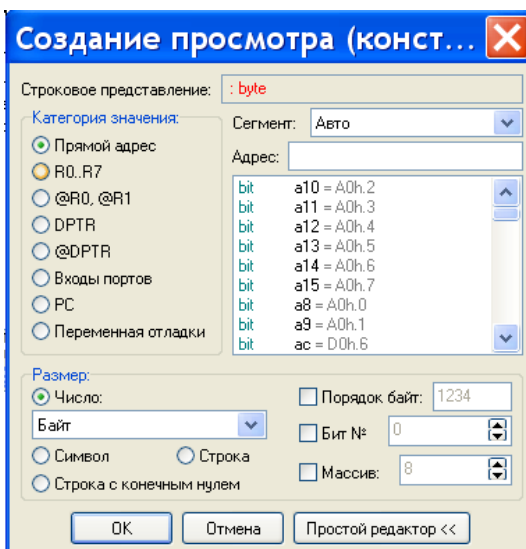 Создание просмотра (конст...
Строковое представление: : byte
Категория значения:
Прямой адрес
R0..R7
@R0, @R1
DPTR
@DPTR
Входы портов
PC
Переменная отладки
Сегмент: Авто
Адрес:
bit a10 = A0h.2
bit a11 = A0h.3
bit a12 = A0h.4
bit a13 = A0h.5
bit a14 = A0h.6
bit a15 = A0h.7
bit a8 = A0h.0
bit a9 = A0h.1
bit ac = D0h.6
Размер:
Число:
Байт
Символ Строка
Строка с конечным нулем
Порядок байт: 1234
Бит № 0
Массив: 8
OK Отмена Простой редактор <<